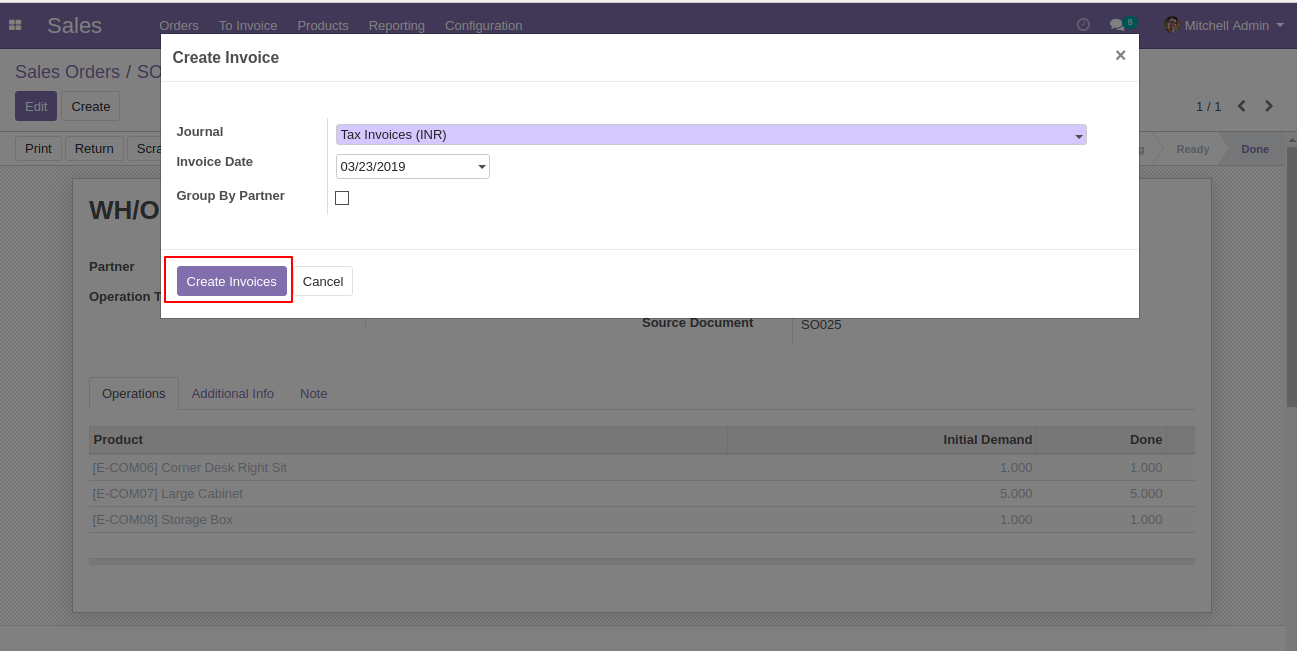 Sales Orders To Invoice Products Reporting Configuration 8 Mitchell Admin
Create Invoice ×
Sales Orders / SO
Edit Create 1 / 1
Journal Tax Invoices (INR)
Print Return Scra g Ready Done
Invoice Date 03/23/2019
Group By Partner
WH/O
Partner
Create Invoices Cancel
Operation T
Source Document SO025
Operations Additional Info Note
Product Initial Demand Done
[E-COM06] Corner Desk Right Sit 1.000 1.000
[E-COM07] Large Cabinet 5.000 5.000
[E-COM08] Storage Box 1.000 1.000